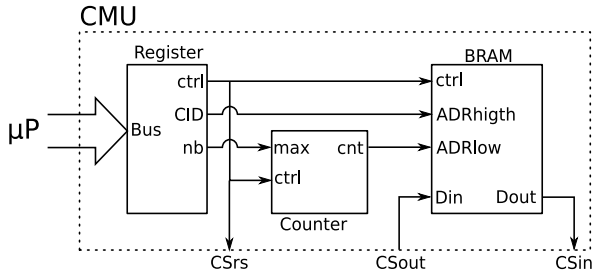 CMU
Register
BRAM
ctrl
ctrl
CID
ADRhigth
µP
Bus
nb
max
cnt
ADRlow
ctrl
Din
Dout
Counter
CSrs
CSout
CSin